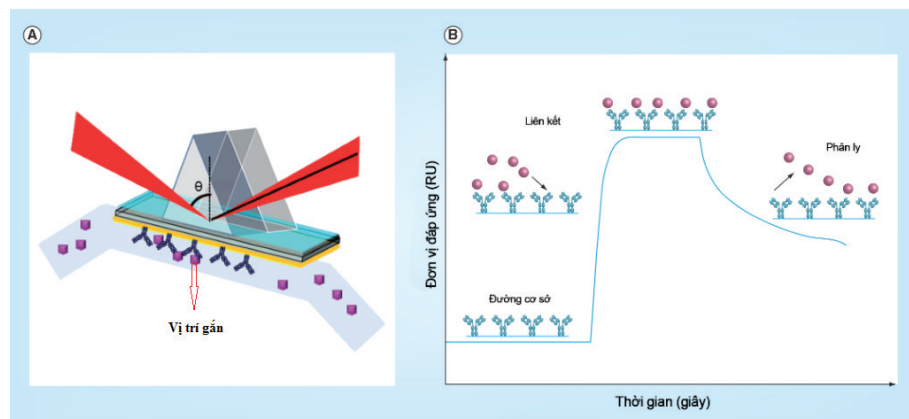 A
θ
Vị trí gắn
B
Đơn vị đáp ứng (RU)
Liên kết
Phân ly
Đường cơ sở
Thời gian (giây)